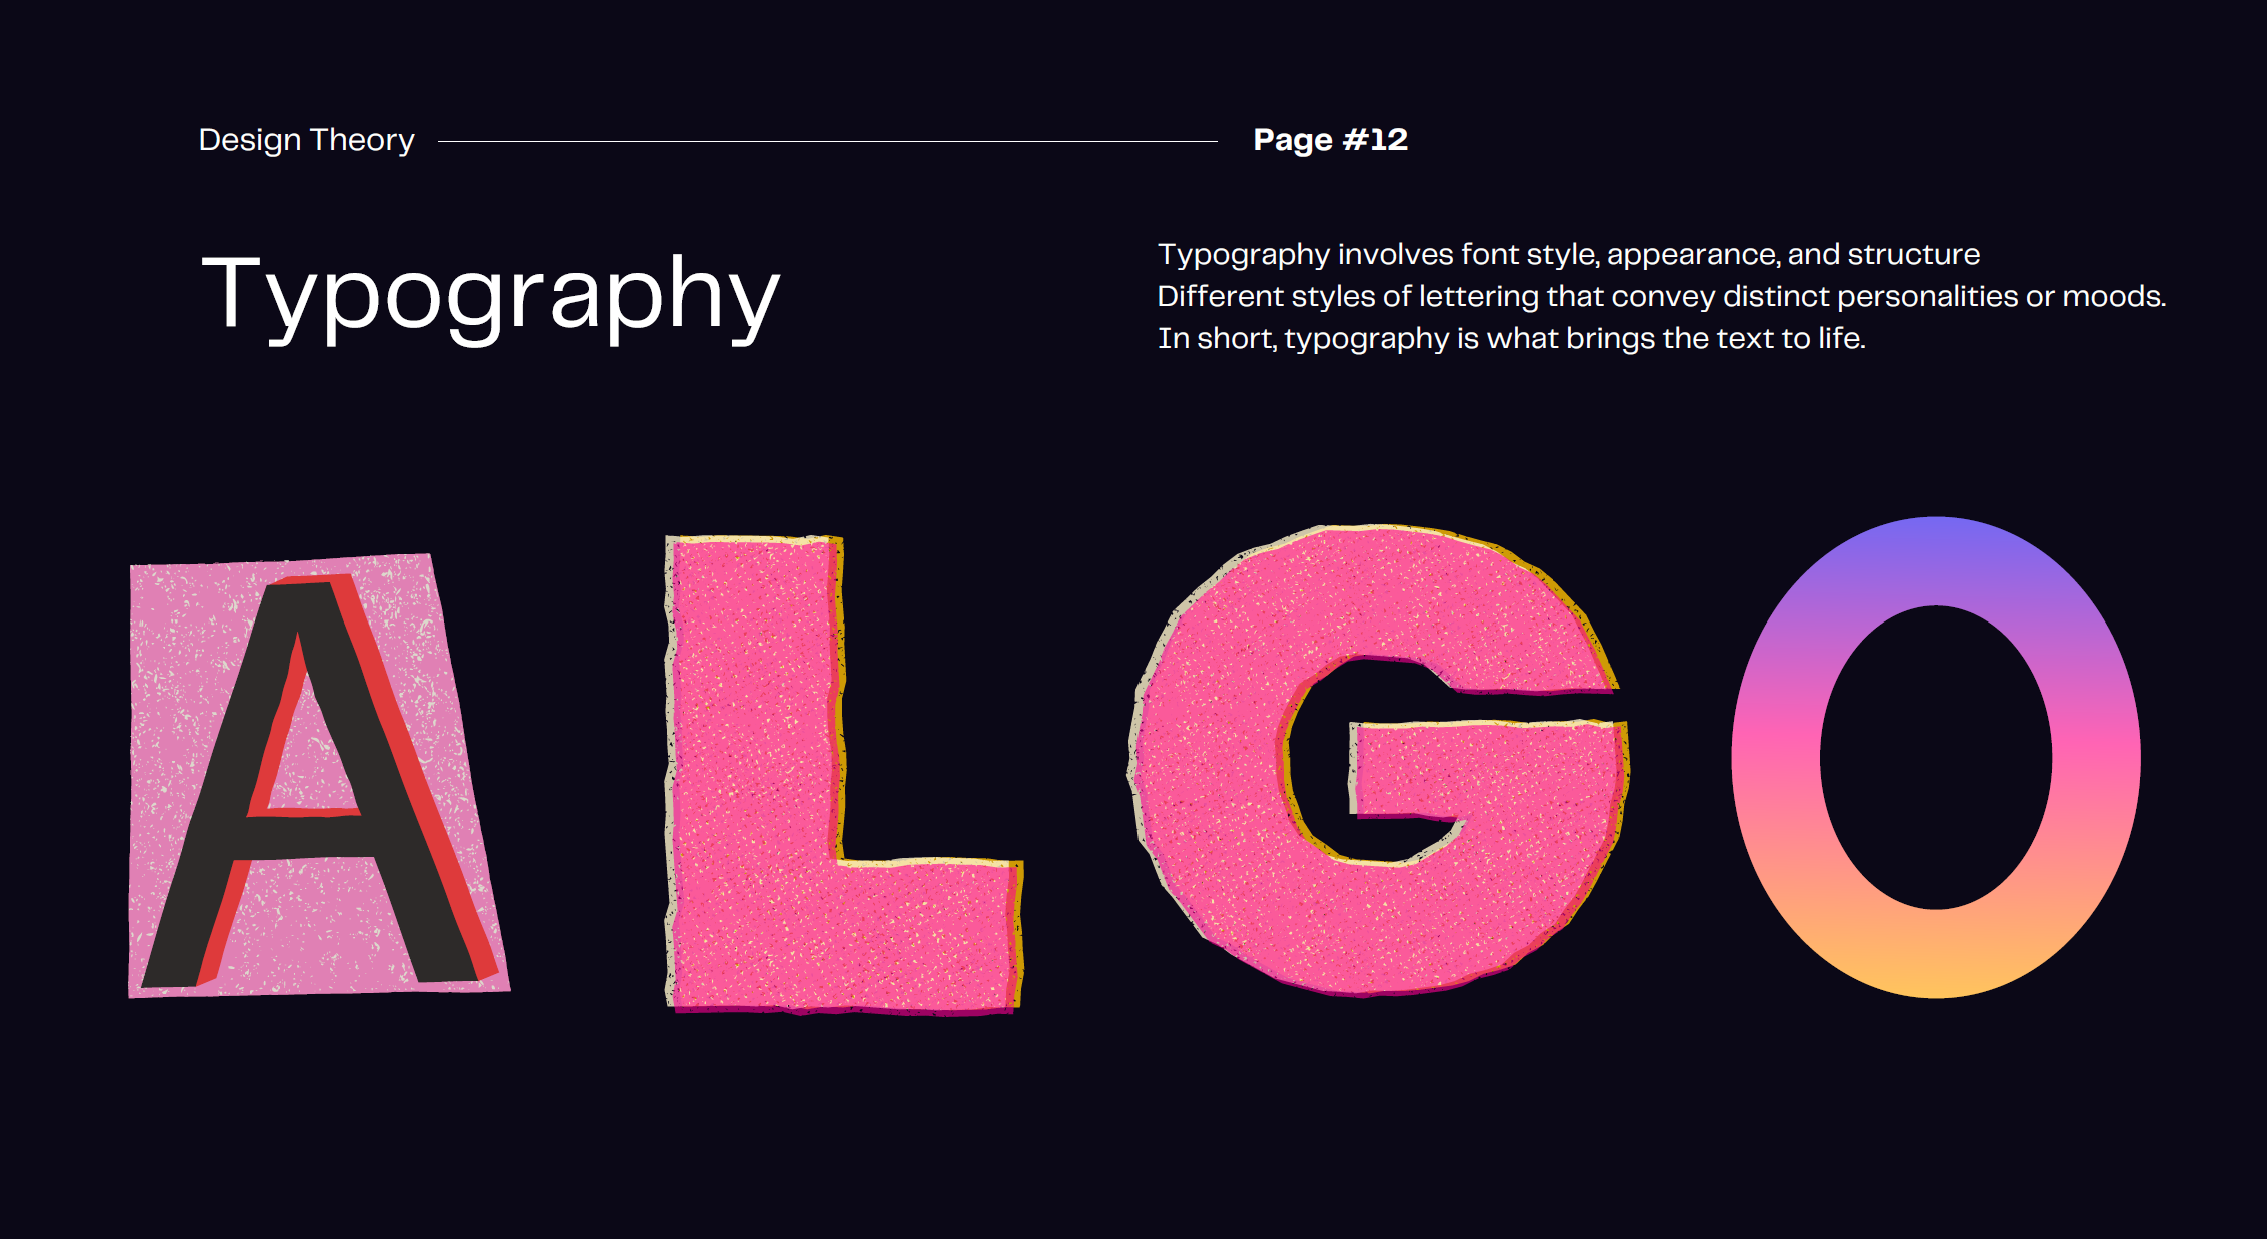 Design Theory
Page #12
Typography
Typography involves font style, appearance, and structure
Different styles of lettering that convey distinct personalities or moods.
In short, typography is what brings the text to life.
ALGO